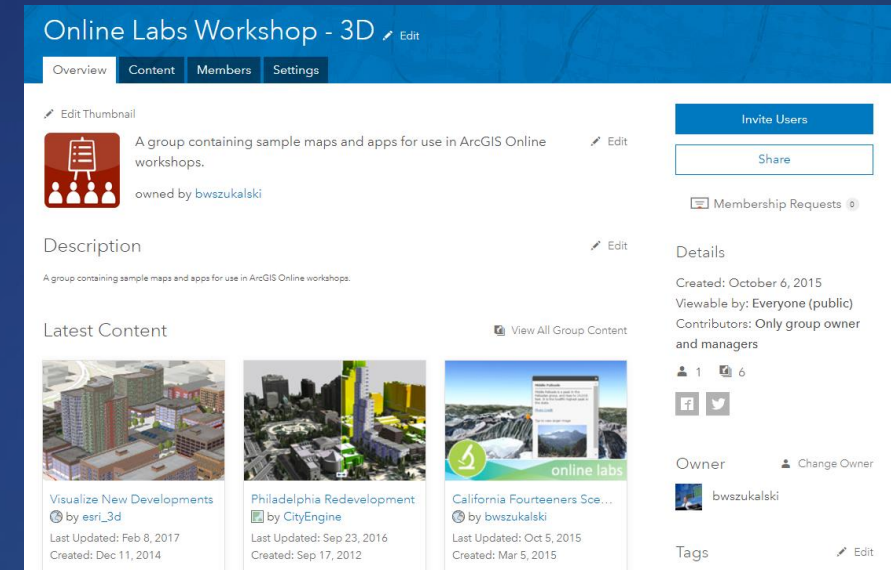 Online Labs Workshop - 3D Edit
Overview Content Members Settings
Edit Thumbnail
A group containing sample maps and apps for use in ArcGIS Online
workshops.
Edit
owned by bwszukalski
Description
Edit
A group containing sample maps and apps for use in ArcGIS Online workshops.
Latest Content
View All Group Content
online labs
Visualize New Developments
by esri_3d
Last Updated: Feb 8, 2017
Created: Dec 11, 2014
Philadelphia Redevelopment
by CityEngine
Last Updated: Sep 23, 2016
Created: Sep 17, 2012
California Fourteeners Sce...
by bwszukalski
Last Updated: Oct 5, 2015
Created: Mar 5, 2015
Invite Users
Share
Membership Requests 0
Details
Created: October 6, 2015
Viewable by: Everyone (public)
Contributors: Only group owner
and managers
1 6
Owner
Change Owner
bwszukalski
Tags
Edit